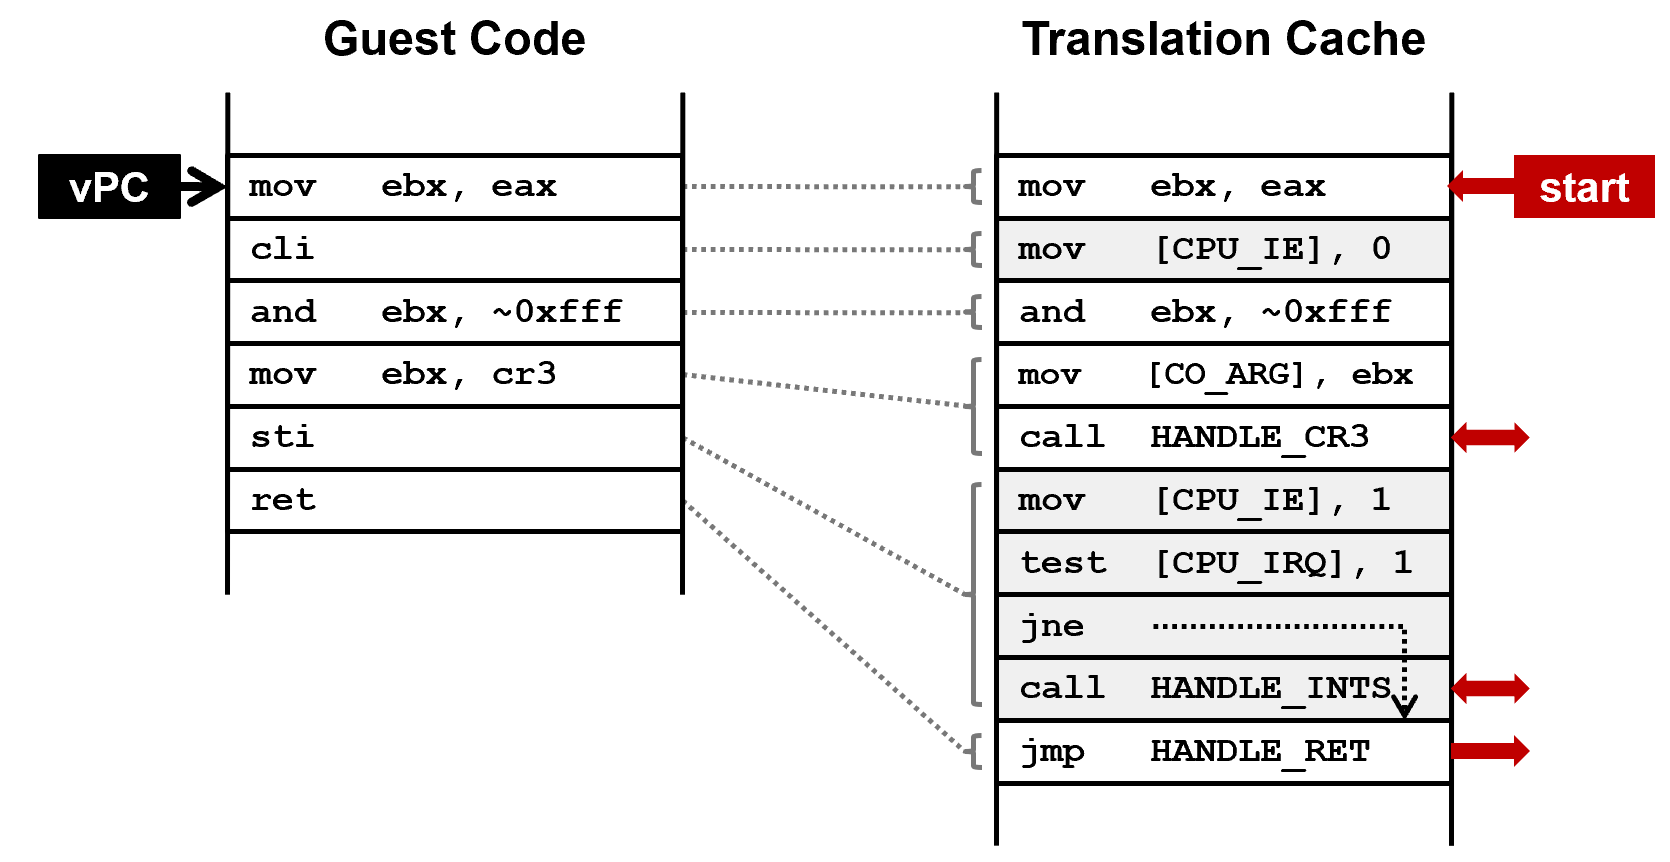 Guest Code
Translation Cache
vPC
mov ebx, eax
cli
and ebx, ~0xfff
mov ebx, cr3
sti
ret
mov ebx, eax
start
mov [CPU_IE], 0
and ebx, ~0xfff
mov [CO_ARG], ebx
call HANDLE_CR3
mov [CPU_IE], 1
test [CPU_IRQ], 1
jne
call HANDLE_INTS
jmp HANDLE_RET